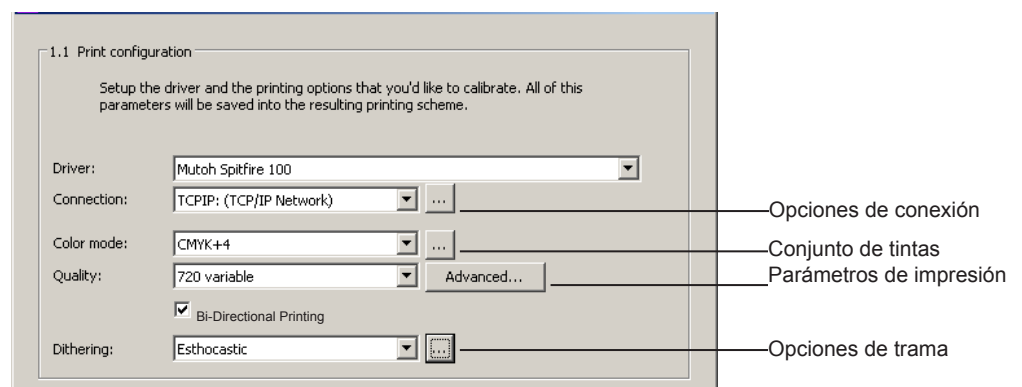 1.1 Print configuration
Setup the driver and the printing options that you'd like to calibrate. All of this
parameters will be saved into the resulting printing scheme.
Driver: Mutoh Spitfire 100
Connection: TCPIP: (TCP/IP Network) ... Opciones de conexión
Color mode: CMYK+4 ... Conjunto de tintas
Quality: 720 variable Advanced... Parámetros de impresión
Bi-Directional Printing
Dithering: Esthocastic ... Opciones de trama